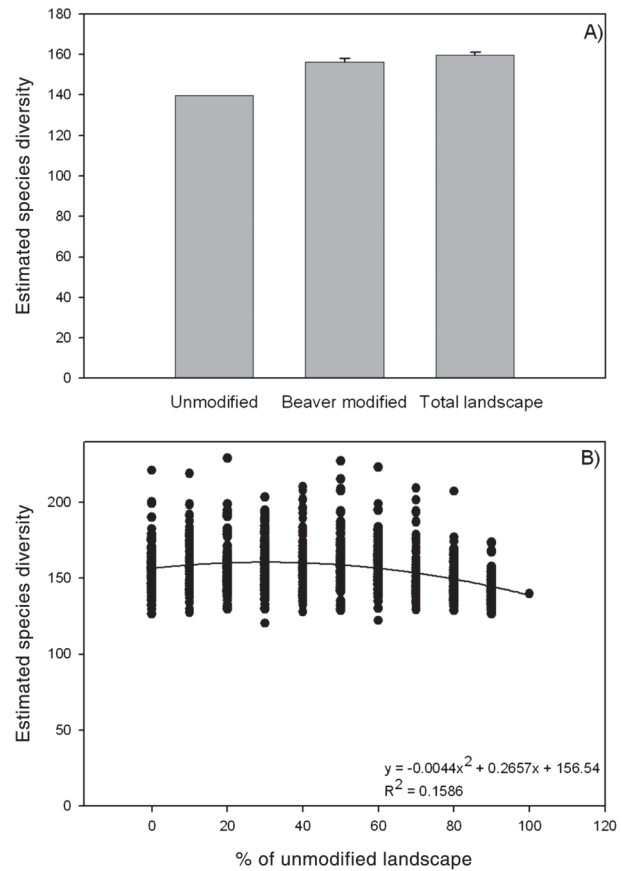 A)
Estimated species diversity
180
160
140
120
100
80
60
40
20
0
Unmodified Beaver modified Total landscape
B)
Estimated species diversity
200
150
100
50
0
y = -0.0044x² + 0.2657x + 156.54
R² = 0.1586
0 20 40 60 80 100 120
% of unmodified landscape